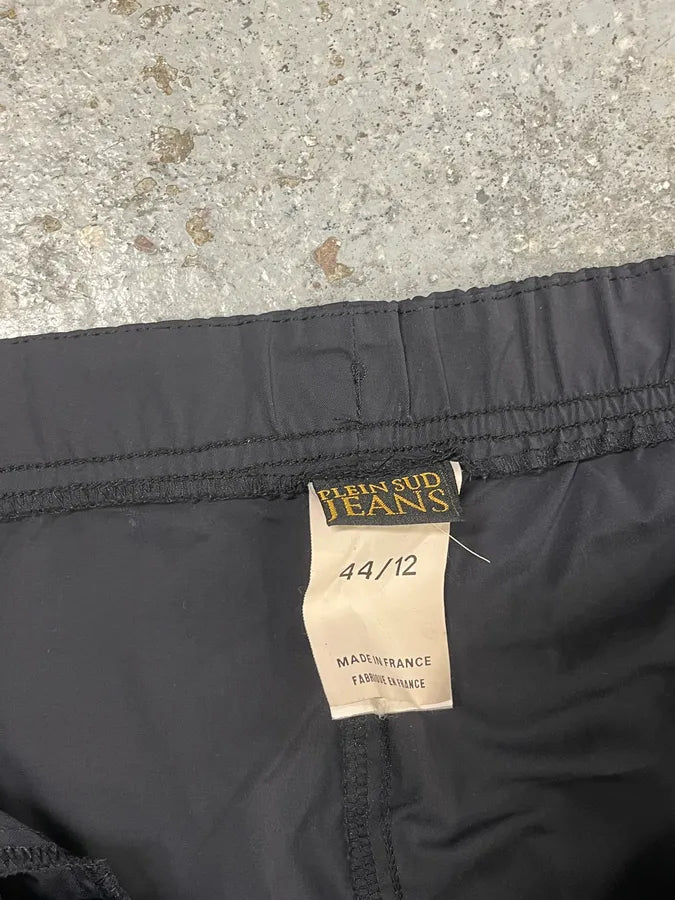 PLEIN SUD
JEANS
44/12
MADE IN FRANCE
FABRIQUE EN FRANCE